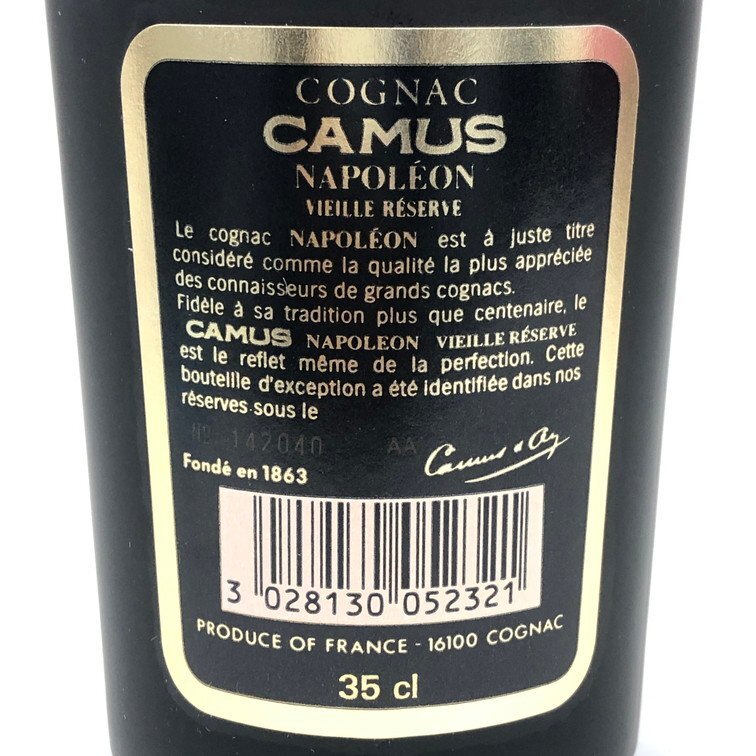 COGNAC
CAMUS
NAPOLÉON
VIEILLE RÉSERVE
Le cognac NAPOLÉON est à juste titre
considéré comme la qualité la plus appréciée
des connaisseurs de grands cognacs.
Fidèle à sa tradition plus que centenaire, le
CAMUS NAPOLEON VIEILLE RÉSERVE
est le reflet même de la perfection. Cette
bouteille d'exception a été identifiée dans nos
réserves sous le
142040 AA
Fondé en 1863
3 028130 052321
PRODUCE OF FRANCE - 16100 COGNAC
35 cl